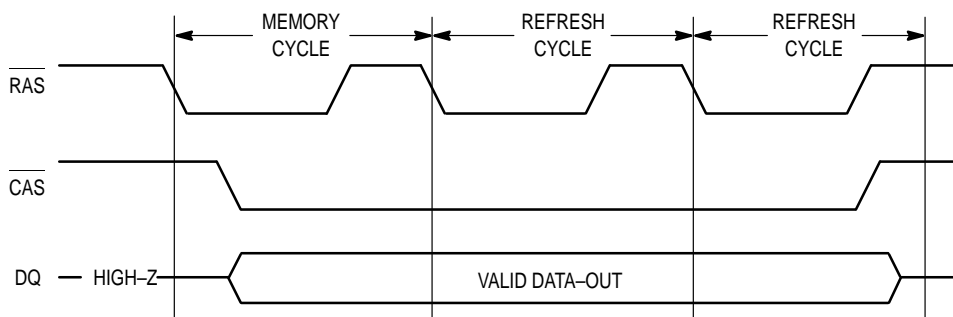 MEMORY CYCLE
REFRESH CYCLE
REFRESH CYCLE
RAS
CAS
DQ
HIGH–Z
VALID DATA–OUT